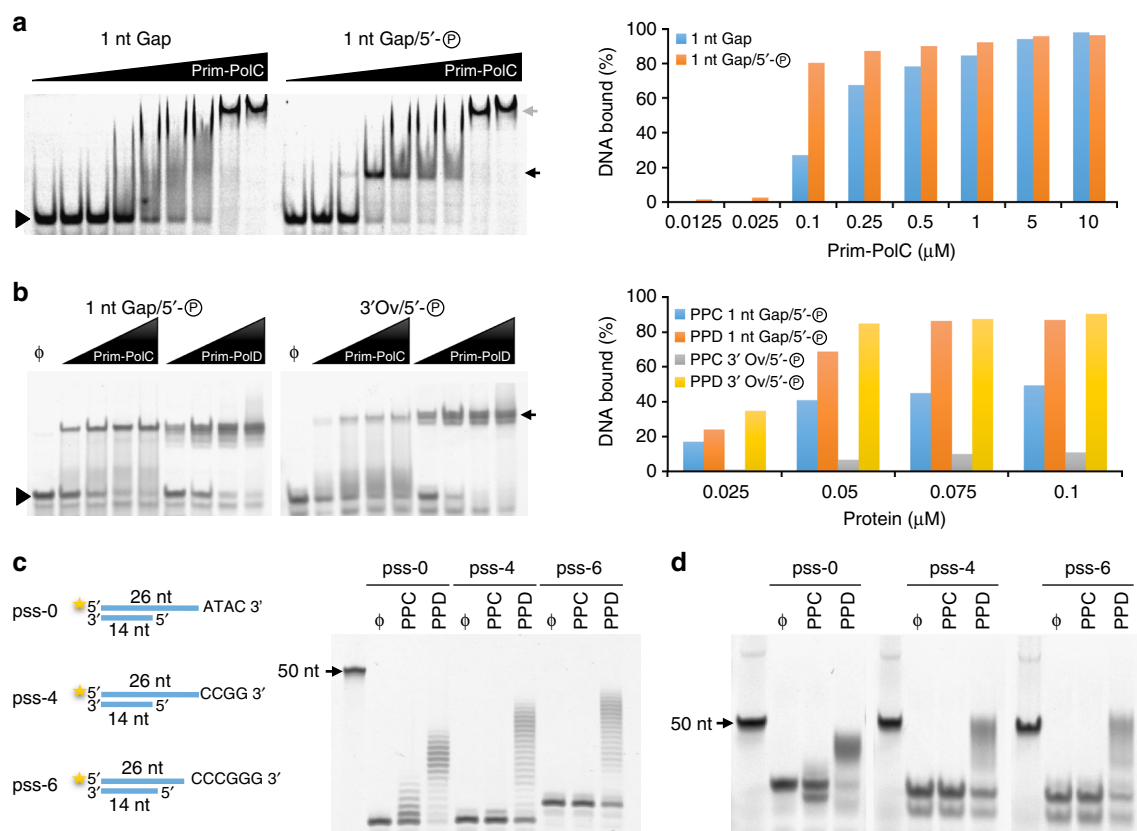 a
1 nt Gap 1 nt Gap/5′-Ⓟ
Prim-PolC Prim-PolC
DNA bound (%)
100
80
60
40
20
0
1 nt Gap
1 nt Gap/5′-Ⓟ
0.0125 0.025 0.1 0.25 0.5 1 5 10
Prim-PolC (μM)
b
1 nt Gap/5′-Ⓟ 3′Ov/5′-Ⓟ
ϕ Prim-PolC Prim-PolD ϕ Prim-PolC Prim-PolD
DNA bound (%)
100
80
60
40
20
0
PPC 1 nt Gap/5′-Ⓟ
PPD 1 nt Gap/5′-Ⓟ
PPC 3′ Ov/5′-Ⓟ
PPD 3′ Ov/5′-Ⓟ
0.025 0.05 0.075 0.1
Protein (μM)
c
pss-0
26 nt
5′ ATAC 3′
3′ 5′
14 nt
pss-4
26 nt
5′ CCGG 3′
3′ 5′
14 nt
pss-6
26 nt
5′ CCCGGG 3′
3′ 5′
14 nt
pss-0 pss-4 pss-6
ϕ PPC PPD ϕ PPC PPD ϕ PPC PPD
50 nt
d
pss-0 pss-4 pss-6
ϕ PPC PPD ϕ PPC PPD ϕ PPC PPD
50 nt